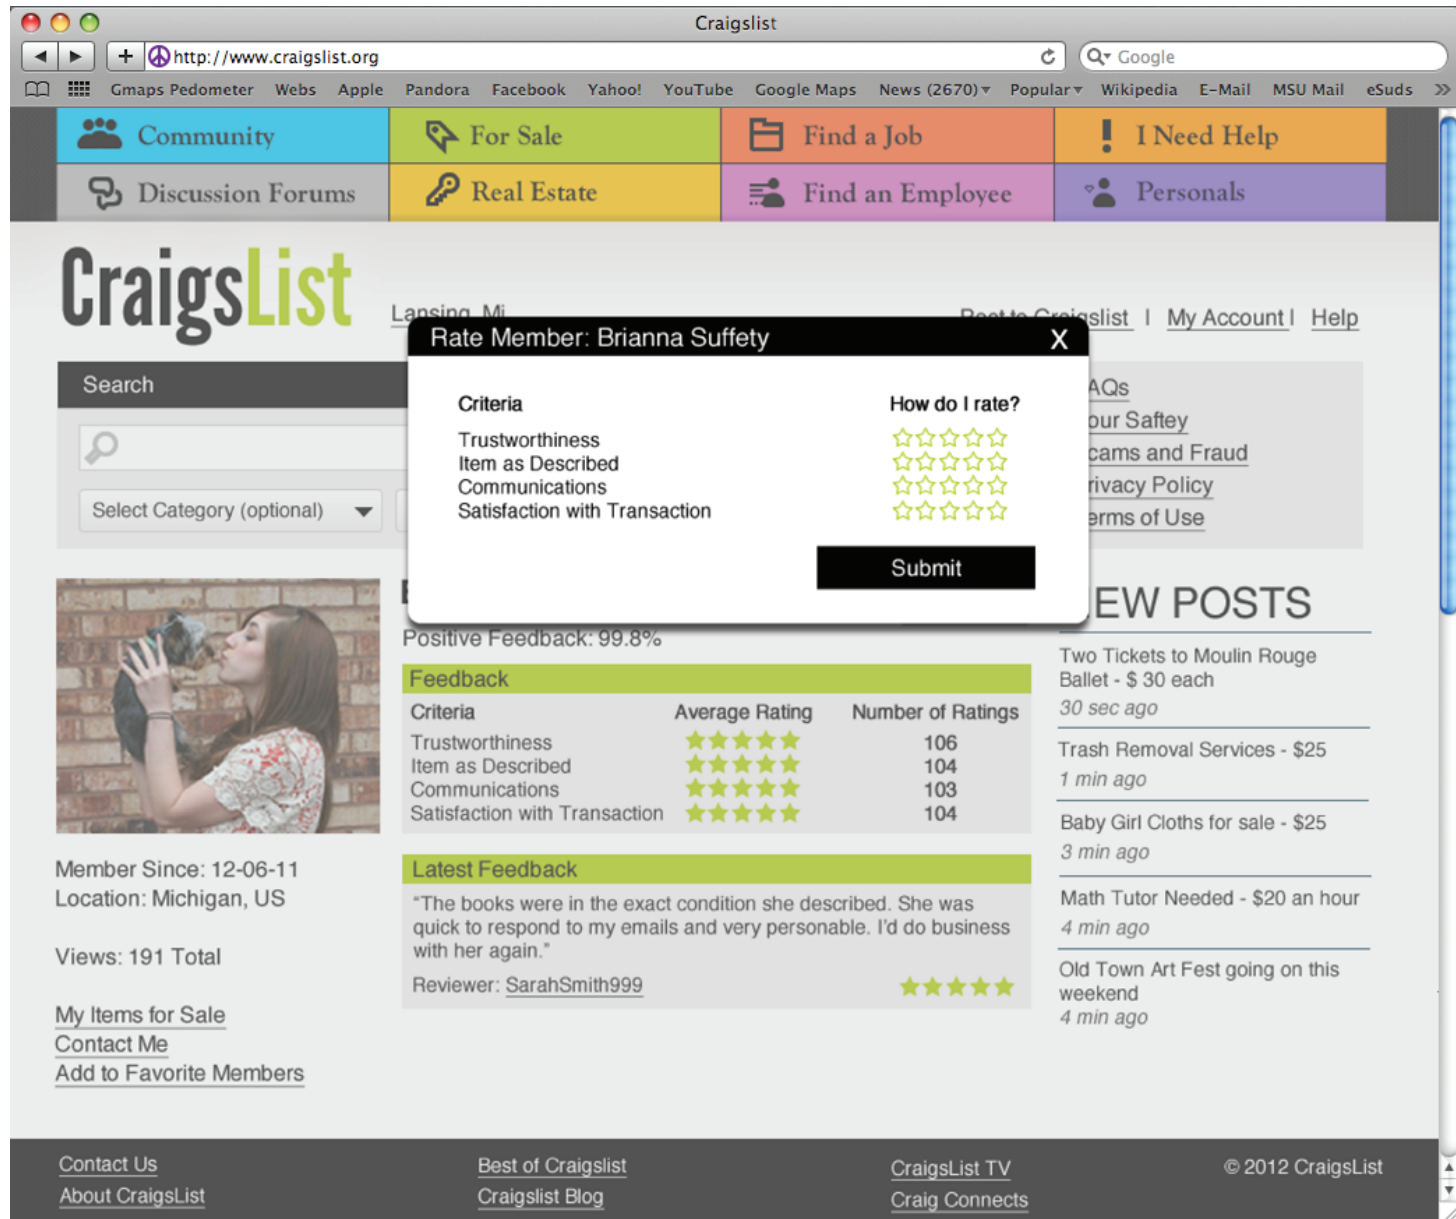 Craigslist
http://www.craigslist.org
Google
Gmaps Pedometer Webs Apple Pandora Facebook Yahoo! YouTube Google Maps News (2670) Popular Wikipedia E-Mail MSU Mail eSuds »
Community For Sale Find a Job I Need Help
Discussion Forums Real Estate Find an Employee Personals
CraigsList
Lansing, Mi
Post to Craigslist | My Account | Help
Rate Member: Brianna Suffety X
Criteria How do I rate?
Trustworthiness
Item as Described
Communications
Satisfaction with Transaction
Submit
Search
Select Category (optional)
AQs
our Saftey
cams and Fraud
rivacy Policy
erms of Use
Positive Feedback: 99.8%
Feedback
Criteria Average Rating Number of Ratings
Trustworthiness 106
Item as Described 104
Communications 103
Satisfaction with Transaction 104
Latest Feedback
“The books were in the exact condition she described. She was
quick to respond to my emails and very personable. I'd do business
with her again.”
Reviewer: SarahSmith999
Member Since: 12-06-11
Location: Michigan, US
Views: 191 Total
My Items for Sale
Contact Me
Add to Favorite Members
EW POSTS
Two Tickets to Moulin Rouge
Ballet - $ 30 each
30 sec ago
Trash Removal Services - $25
1 min ago
Baby Girl Cloths for sale - $25
3 min ago
Math Tutor Needed - $20 an hour
4 min ago
Old Town Art Fest going on this
weekend
4 min ago
Contact Us Best of Craigslist CraigsList TV © 2012 CraigsList
About CraigsList Craigslist Blog Craig Connects